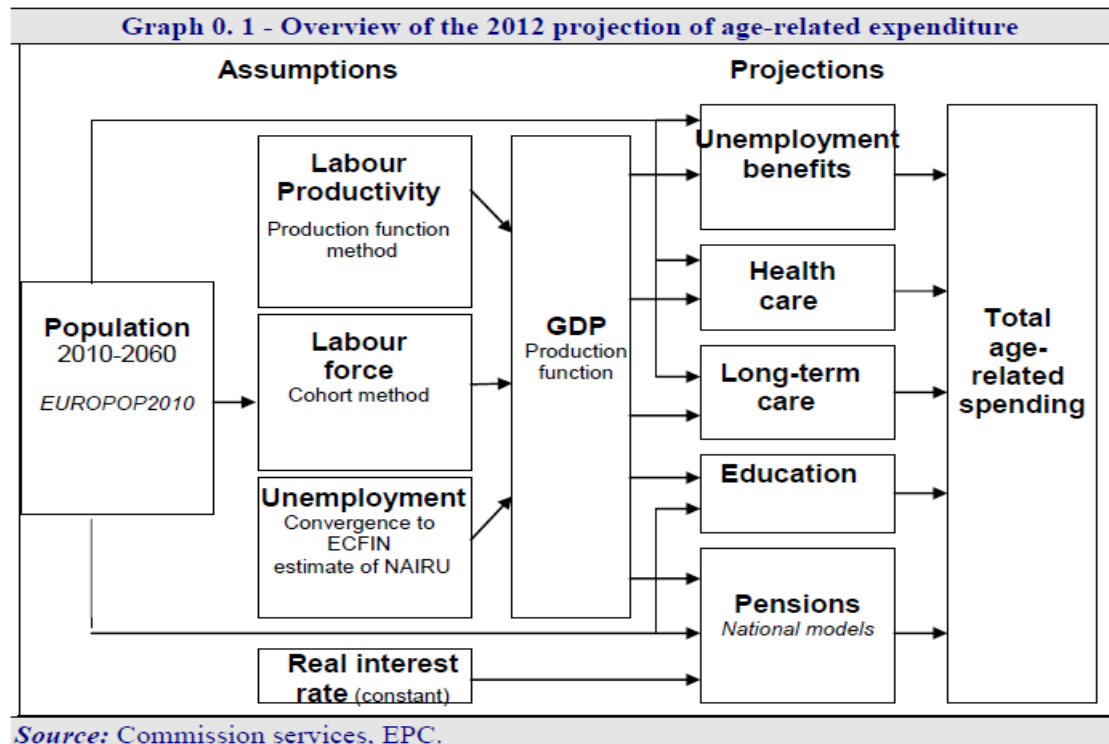 Graph 0. 1 - Overview of the 2012 projection of age-related expenditure
Assumptions
Projections
Population
2010-2060
EUROPOP2010
Labour
Productivity
Production function
method
Labour
force
Cohort method
Unemployment
Convergence to
ECFIN
estimate of NAIRU
Real interest
rate (constant)
GDP
Production
function
Unemployment
benefits
Health
care
Long-term
care
Education
Pensions
National models
Total
age-
related
spending
Source: Commission services, EPC.